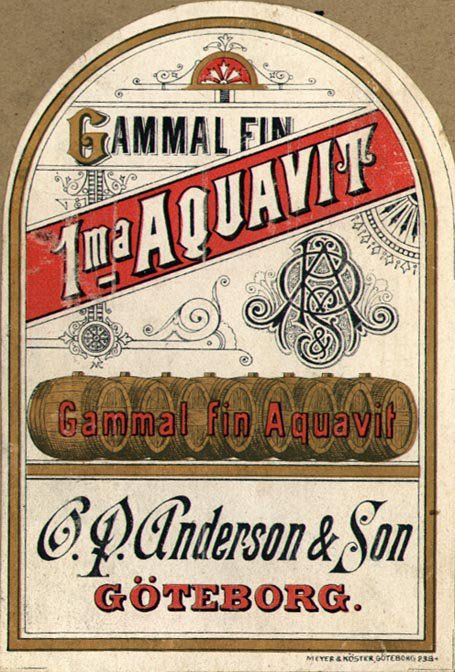 GAMMAL FIN
1ma AQUAVIT
Gammal fin Aquavit
O. P. Anderson & Son
GÖTEBORG.
MEYER & KÖSTER, GÖTEBORG